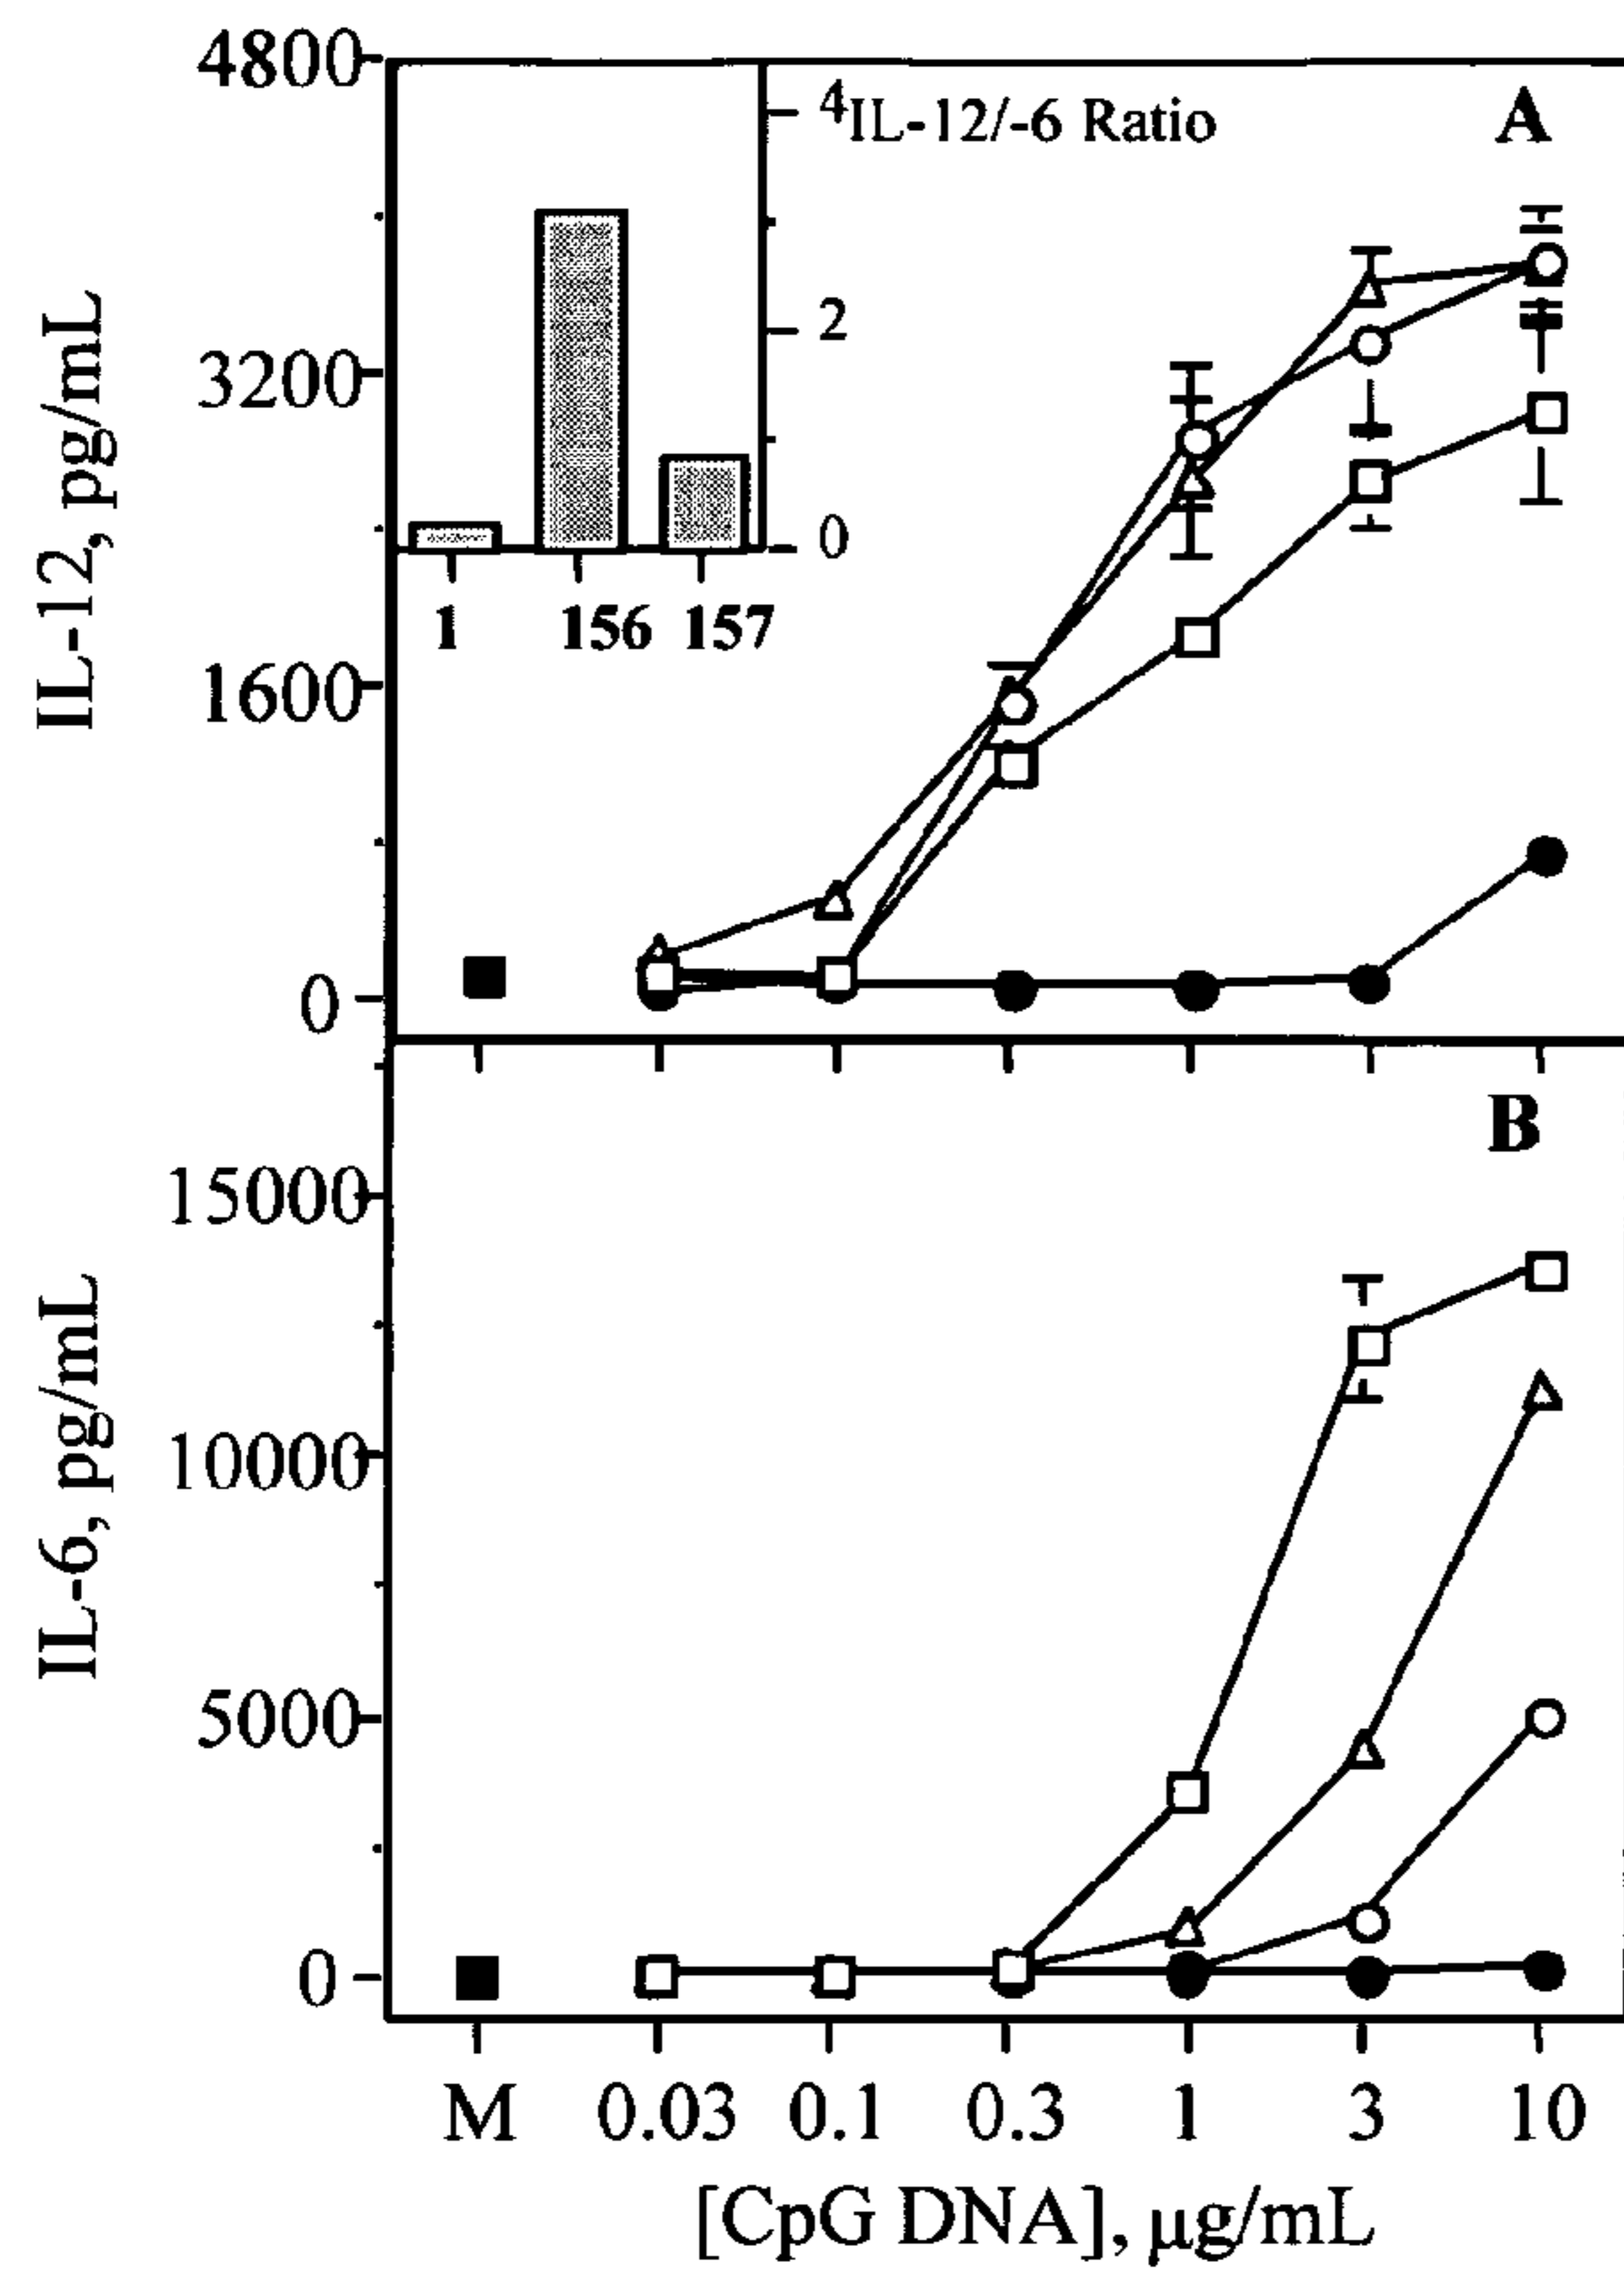 4800
4 IL-12/-6 Ratio
A
3200
2
0
1 156 157
1600
0
IL-12, pg/mL
B
15000
10000
5000
0
IL-6, pg/mL
M 0.03 0.1 0.3 1 3 10
[CpG DNA], μg/mL